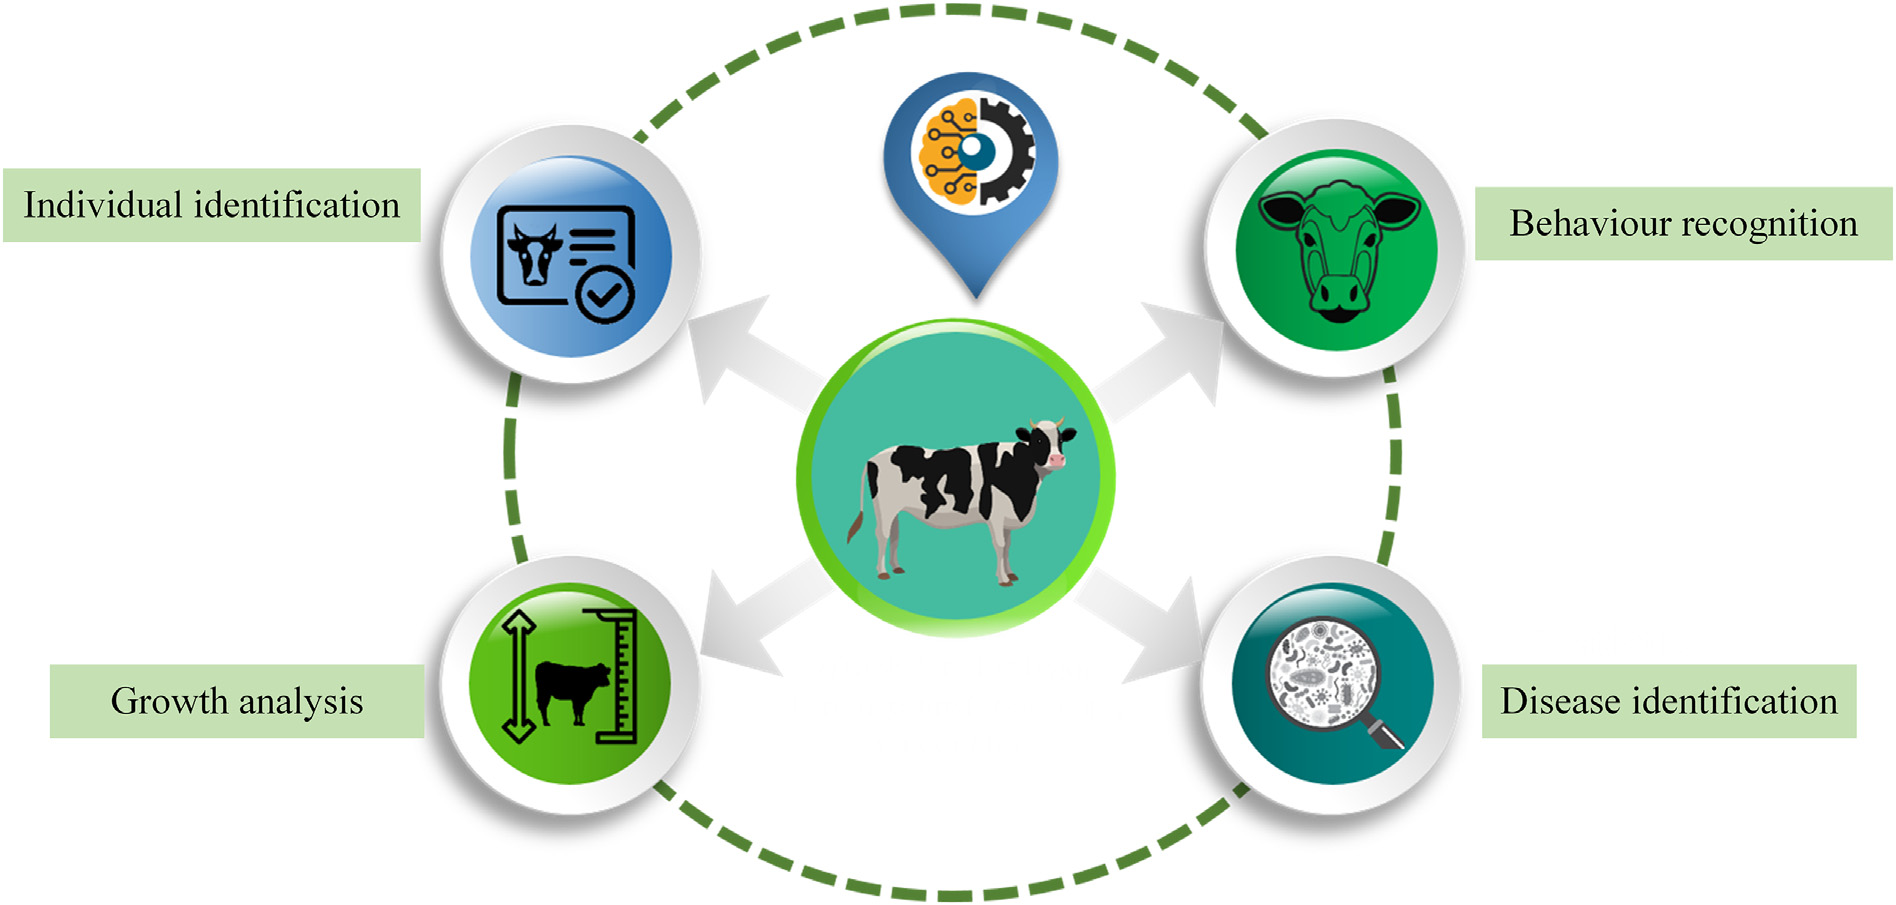 Individual identification
Behaviour recognition
Growth analysis
Disease identification